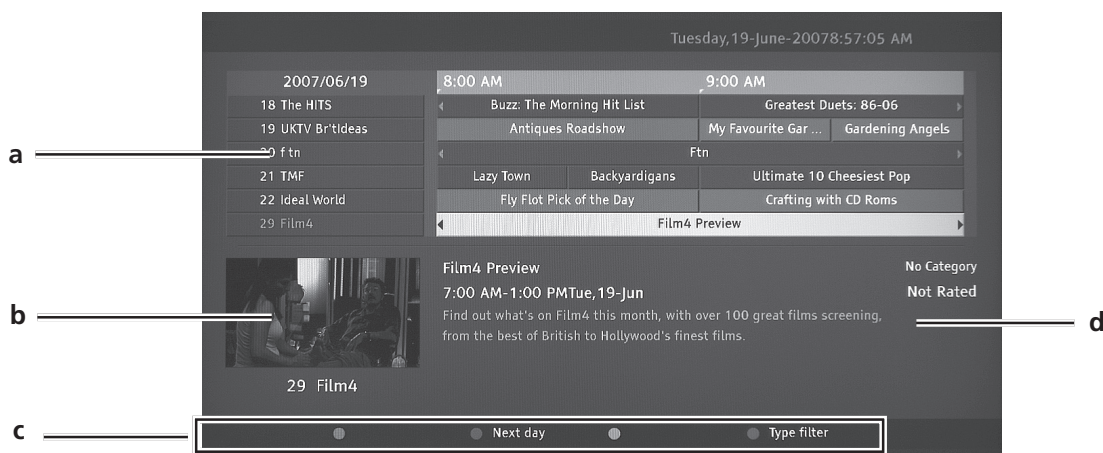 Tuesday,19-June-20078:57:05 AM
2007/06/19 8:00 AM 9:00 AM
18 The HITS Buzz: The Morning Hit List Greatest Duets: 86-06
19 UKTV Br'tIdeas Antiques Roadshow My Favourite Gar ... Gardening Angels
a 20 f tn Ftn
21 TMF Lazy Town Backyardigans Ultimate 10 Cheesiest Pop
22 Ideal World Fly Flot Pick of the Day Crafting with CD Roms
29 Film4 Film4 Preview
Film4 Preview No Category
7:00 AM-1:00 PMTue,19-Jun Not Rated
b Find out what's on Film4 this month, with over 100 great films screening, d
from the best of British to Hollywood's finest films.
29 Film4
c Next day Type filter